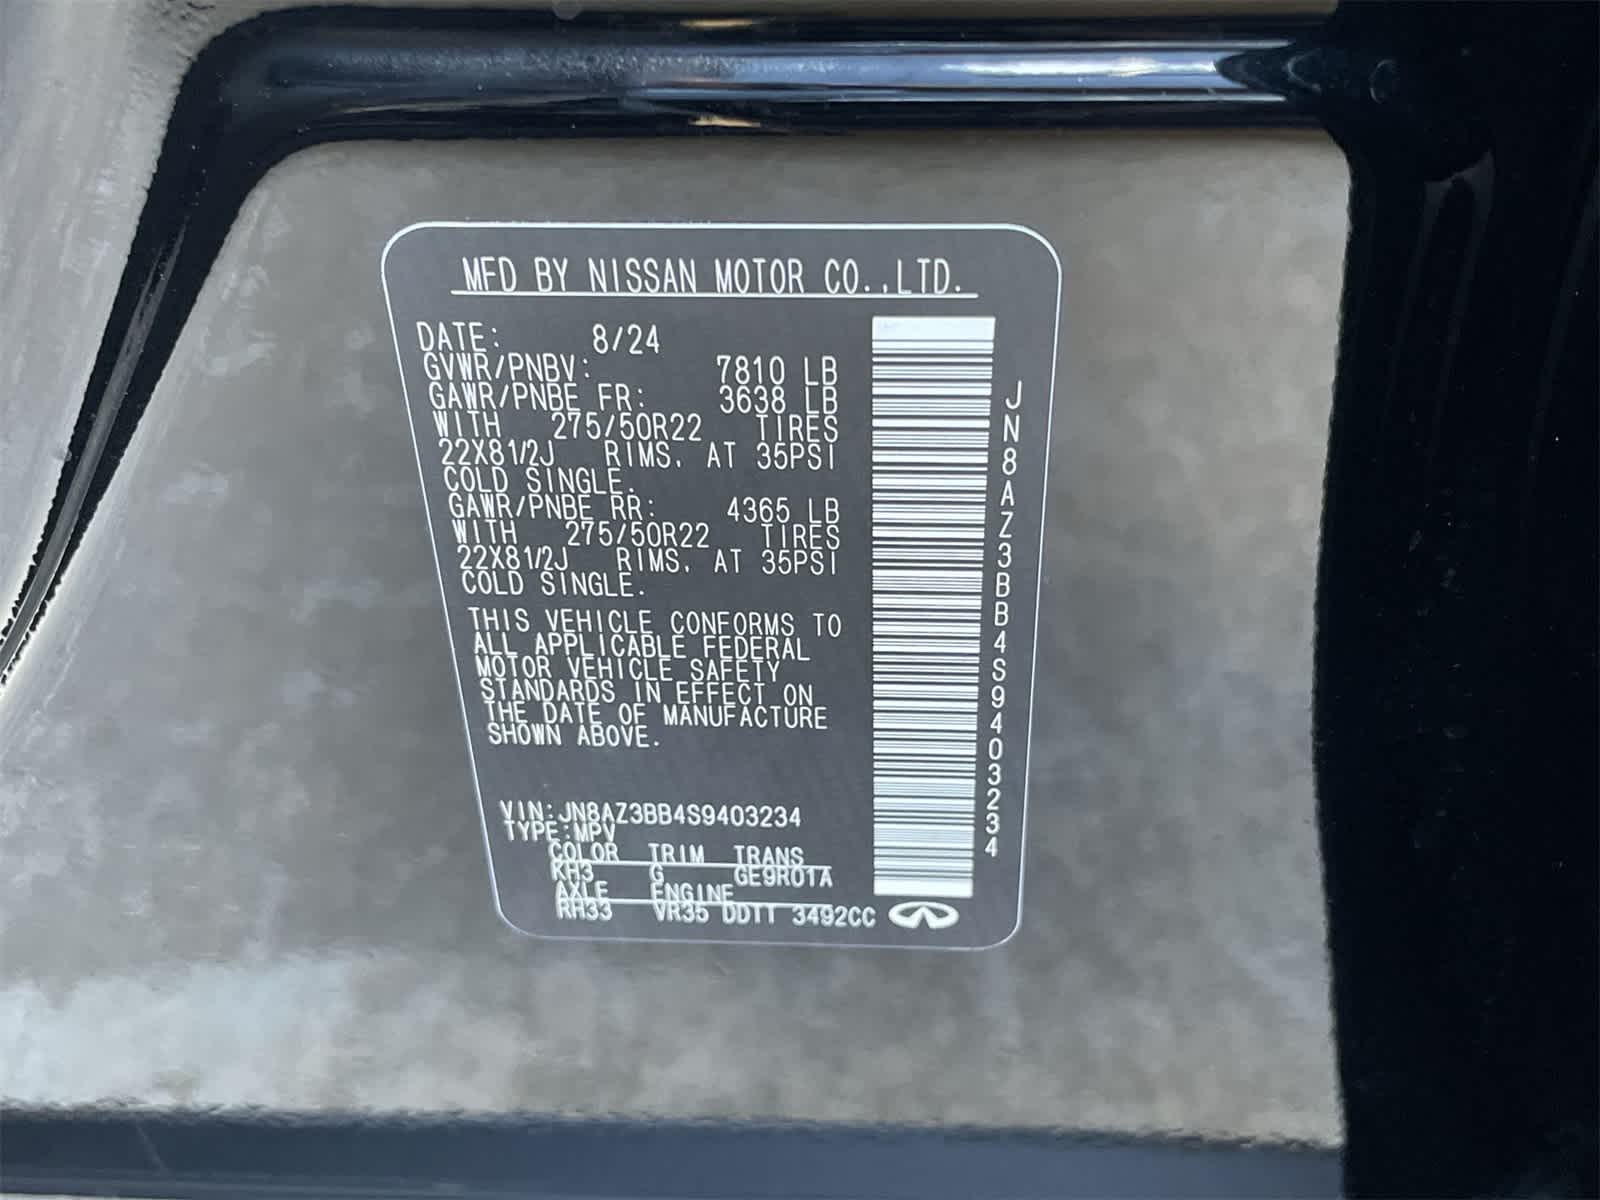 MFD BY NISSAN MOTOR CO.,LTD.
DATE: 8/24
GVWR/PNBV: 7810 LB
GAWR/PNBE FR: 3638 LB
WITH 275/50R22 TIRES
22X81/2J RIMS, AT 35PSI
COLD SINGLE.
GAWR/PNBE RR: 4365 LB
WITH 275/50R22 TIRES
22X81/2J RIMS, AT 35PSI
COLD SINGLE.
THIS VEHICLE CONFORMS TO
ALL APPLICABLE FEDERAL
MOTOR VEHICLE SAFETY
STANDARDS IN EFFECT ON
THE DATE OF MANUFACTURE
SHOWN ABOVE.
VIN:JN8AZ3BB4S9403234
TYPE:MPV
COLOR TRIM TRANS
KH3 G GE9R01A
AXLE ENGINE
RH33 VR35 DDTT 3492CC
JN8AZ3BB4S9403234